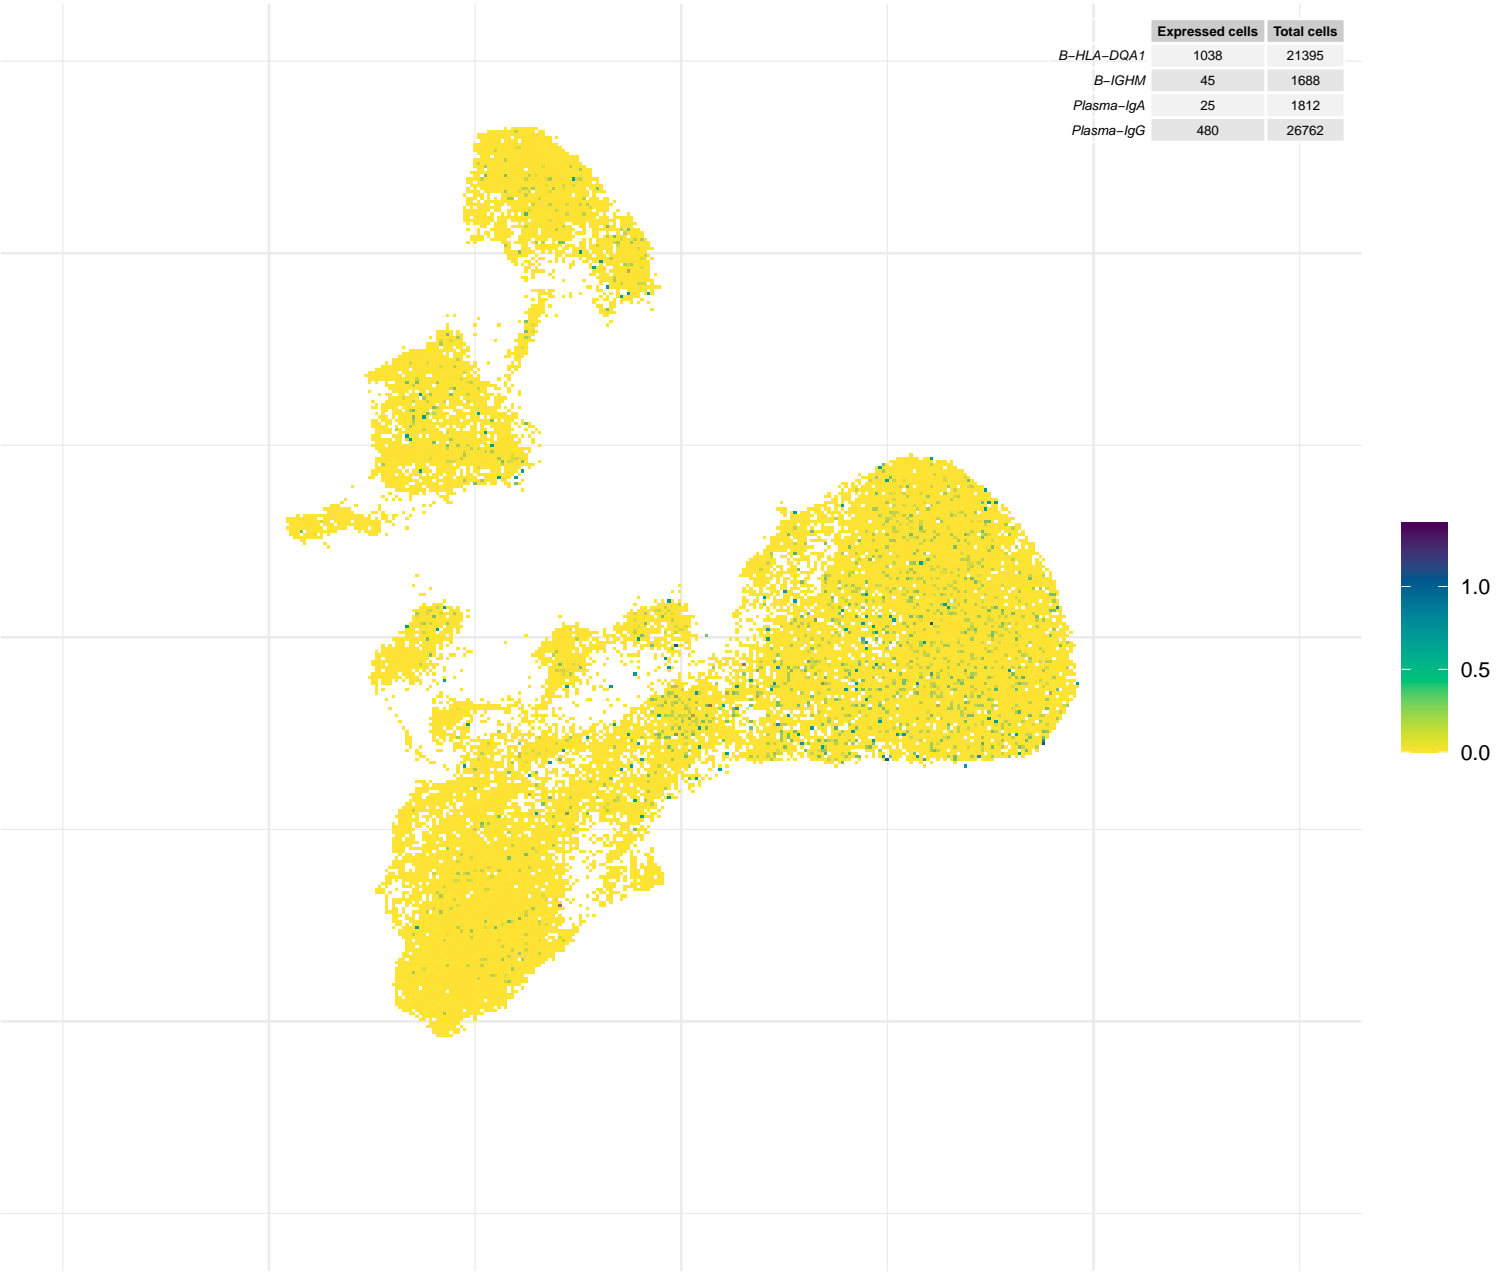 Expressed cells Total cells
B−HLA−DQA1 1038 21395
B−IGHM 45 1688
Plasma−IgA 25 1812
Plasma−IgG 480 26762
1.0
0.5
0.0